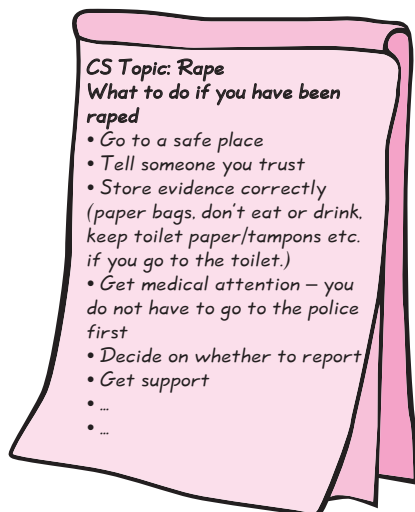 CS Topic: Rape
What to do if you have been
raped
• Go to a safe place
• Tell someone you trust
• Store evidence correctly
(paper bags, don't eat or drink,
keep toilet paper/tampons etc.
if you go to the toilet.)
• Get medical attention – you
do not have to go to the police
first
• Decide on whether to report
• Get support
• ...
• ...